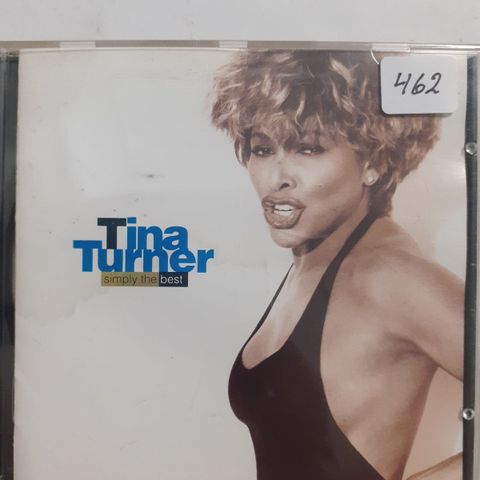 462
Tina
Turner
simply the best